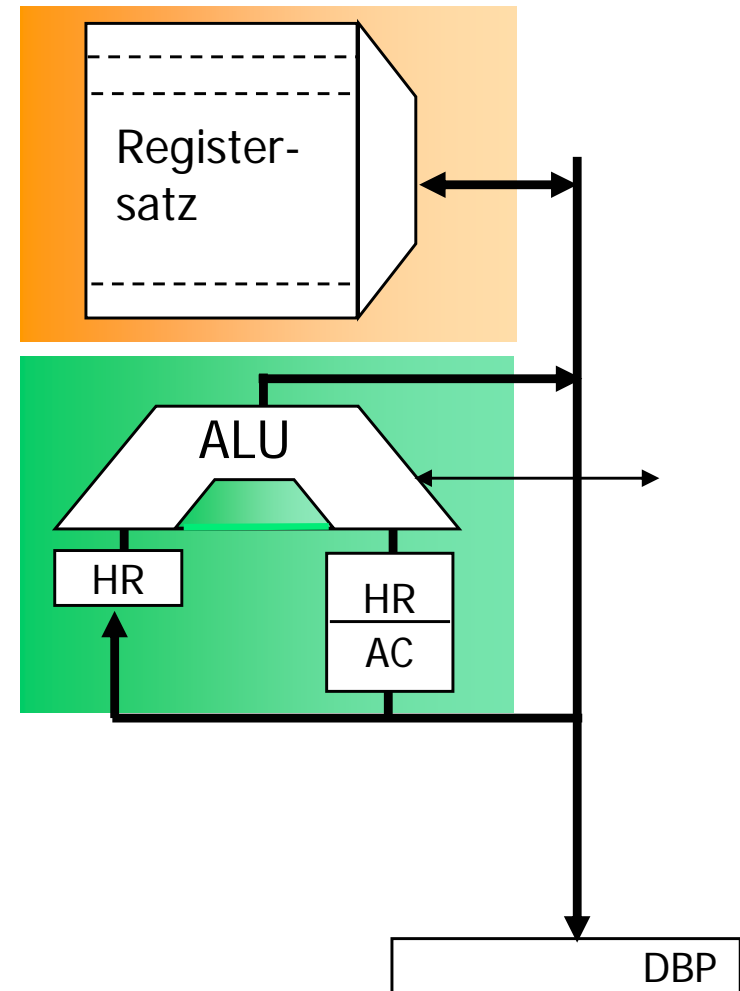 Register-
satz
ALU
HR
HR
AC
DBP